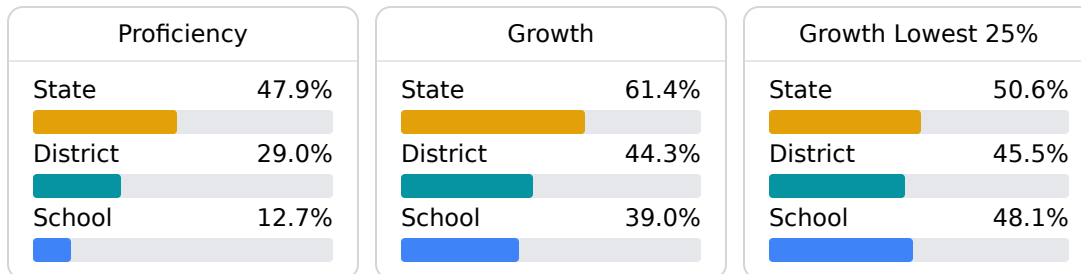 Proficiency
State 47.9%
District 29.0%
School 12.7%
Growth
State 61.4%
District 44.3%
School 39.0%
Growth Lowest 25%
State 50.6%
District 45.5%
School 48.1%